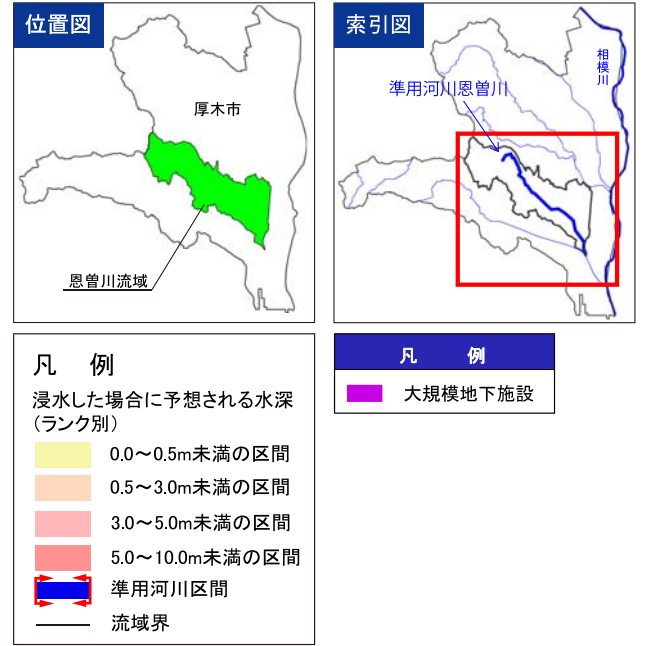 位置図
厚木市
恩曽川流域
索引図
相模川
準用河川恩曽川
凡 例
浸水した場合に予想される水深
（ランク別）
0.0～0.5m未満の区間
0.5～3.0m未満の区間
3.0～5.0m未満の区間
5.0～10.0m未満の区間
準用河川区間
流域界
凡 例
大規模地下施設